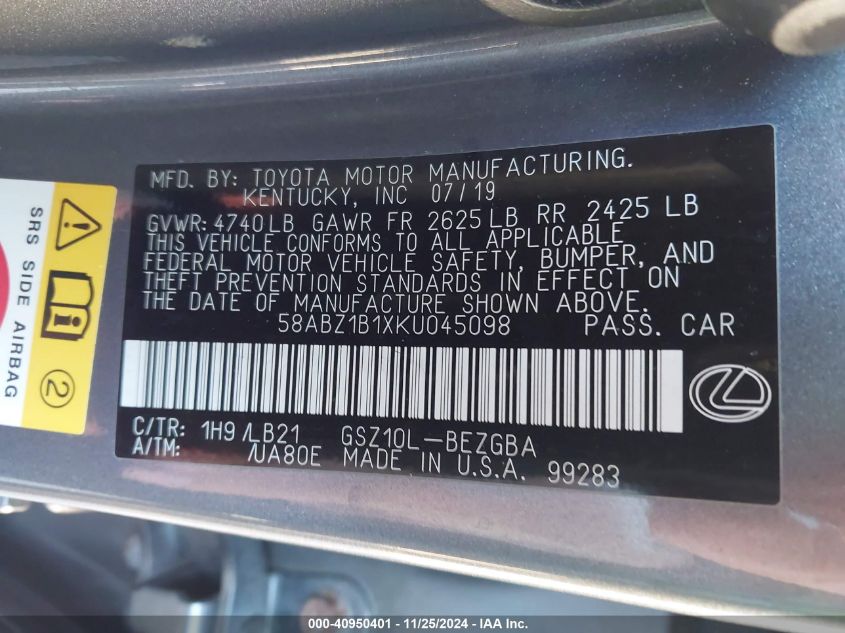 MFD. BY: TOYOTA MOTOR MANUFACTURING.
KENTUCKY, INC 07/19
GVWR: 4740LB GAWR FR 2625 LB RR 2425 LB
THIS VEHICLE CONFORMS TO ALL APPLICABLE
FEDERAL MOTOR VEHICLE SAFETY, BUMPER, AND
THEFT PREVENTION STANDARDS IN EFFECT ON
THE DATE OF MANUFACTURE SHOWN ABOVE.
58ABZ1B1XKU045098 PASS. CAR
C/TR: 1H9 /LB21 GSZ10L-BEZGBA
A/TM: /UA80E MADE IN U.S.A. 99283
SRS SIDE AIRBAG
2
000-40950401 - 11/25/2024 - IAA Inc.